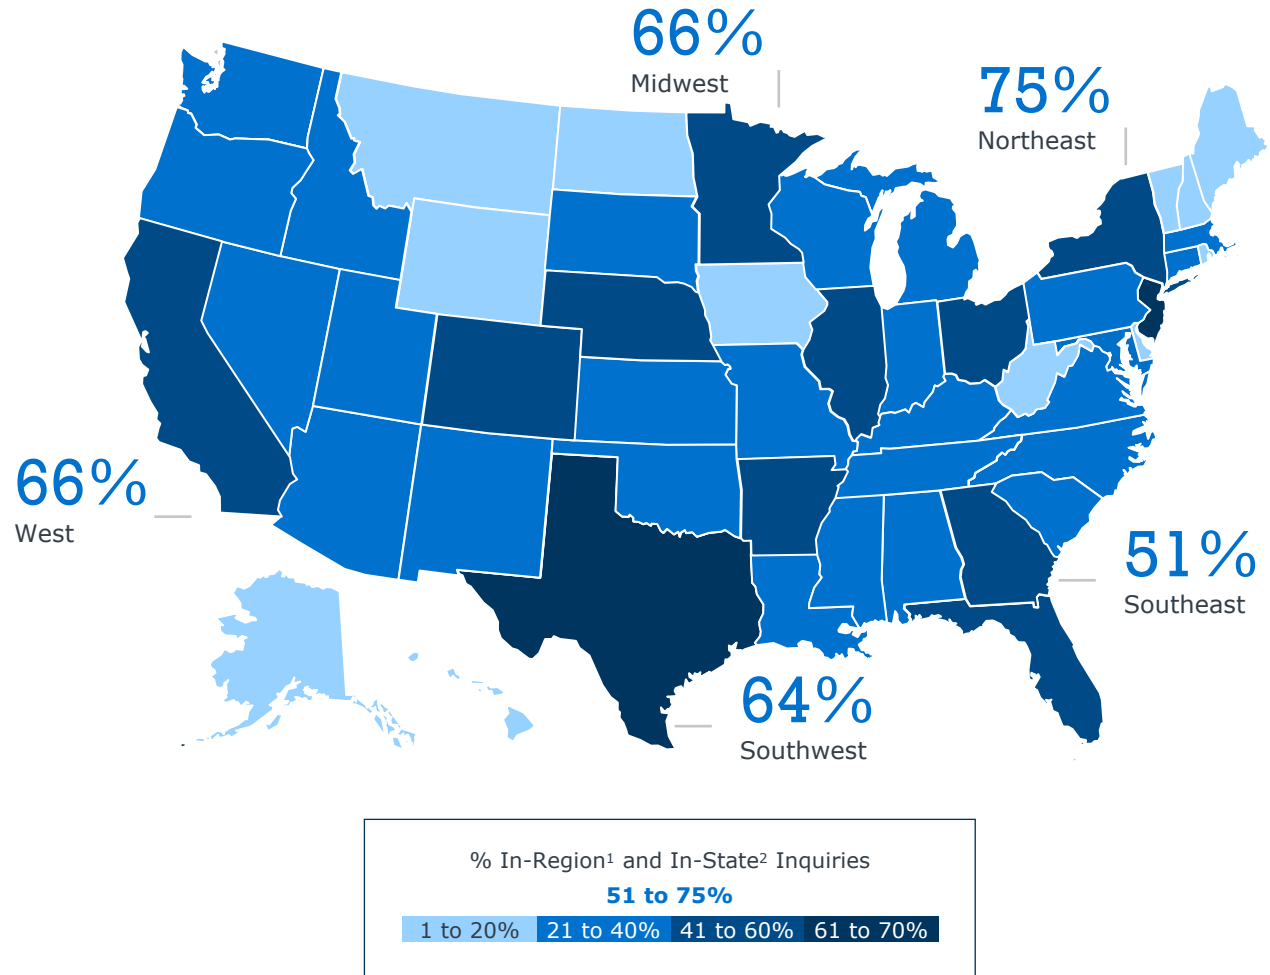 66%
Midwest
75%
Northeast
66%
West
51%
Southeast
64%
Southwest
% In-Region¹ and In-State² Inquiries
51 to 75%
1 to 20% 21 to 40% 41 to 60% 61 to 70%